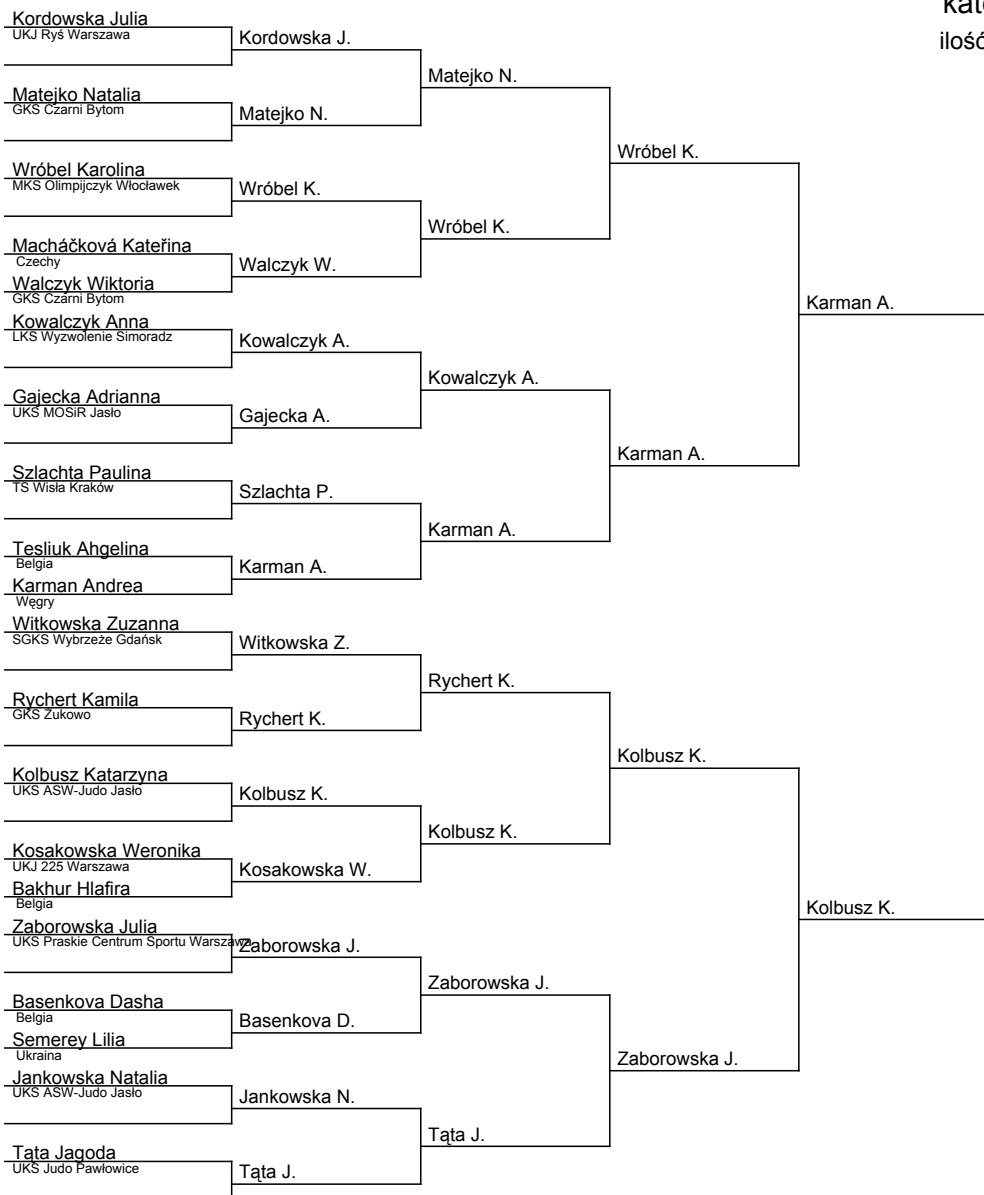 kate
ilość
Kordowska Julia
UKJ Ryś Warszawa
Kordowska J.
Matejko N.
Matejko Natalia
GKS Czarni Bytom
Matejko N.
Wróbel K.
Wróbel Karolina
MKS Olimpijczyk Włocławek
Wróbel K.
Wróbel K.
Macháčková Kateřina
Czechy
Walczyk W.
Walczyk Wiktoria
GKS Czarni Bytom
Karman A.
Kowalczyk Anna
LKS Wyzwolenie Simoradz
Kowalczyk A.
Kowalczyk A.
Gajecka Adrianna
UKS MOSiR Jasło
Gajecka A.
Karman A.
Szlachta Paulina
TS Wisła Kraków
Szlachta P.
Karman A.
Tesliuk Ahgelina
Belgia
Karman A.
Karman Andrea
Węgry
Witkowska Zuzanna
SGKS Wybrzeże Gdańsk
Witkowska Z.
Rychert K.
Rychert Kamila
GKS Żukowo
Rychert K.
Kolbusz K.
Kolbusz Katarzyna
UKS ASW-Judo Jasło
Kolbusz K.
Kolbusz K.
Kosakowska Weronika
UKJ 225 Warszawa
Kosakowska W.
Bakhur Hlafira
Belgia
Kolbusz K.
Zaborowska Julia
UKS Praskie Centrum Sportu Warszawa
Zaborowska J.
Zaborowska J.
Basenkova Dasha
Belgia
Basenkova D.
Semerey Lilia
Ukraina
Zaborowska J.
Jankowska Natalia
UKS ASW-Judo Jasło
Jankowska N.
Tąta J.
Tąta Jagoda
UKS Judo Pawłowice
Tąta J.